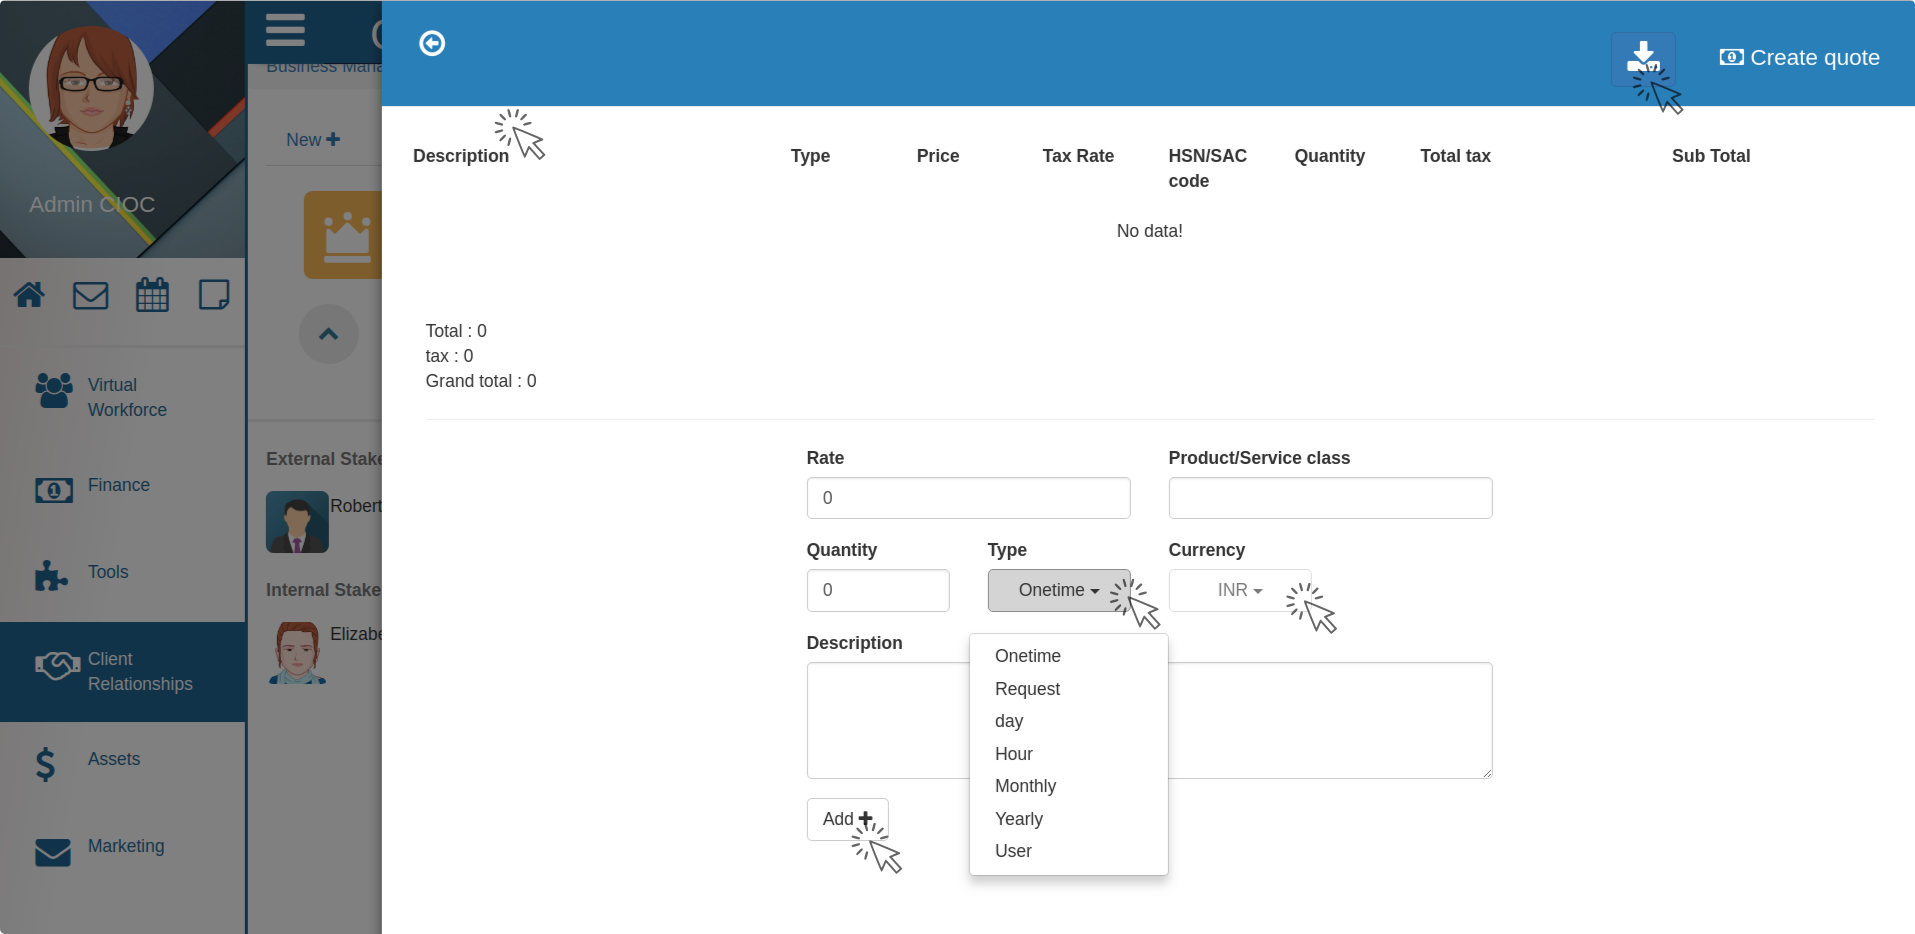 Admin CIOC
Virtual
Workforce
Finance
Tools
Client
Relationships
Assets
Marketing
Business Mana
New
External Stake
Robert
Internal Stake
Elizabe
Create quote
Description Type Price Tax Rate HSN/SAC Quantity Total tax Sub Total
code
No data!
Total : 0
tax : 0
Grand total : 0
Rate Product/Service class
0
Quantity Type Currency
0 Onetime INR
Description
Onetime
Request
day
Hour
Monthly
Yearly
User
Add